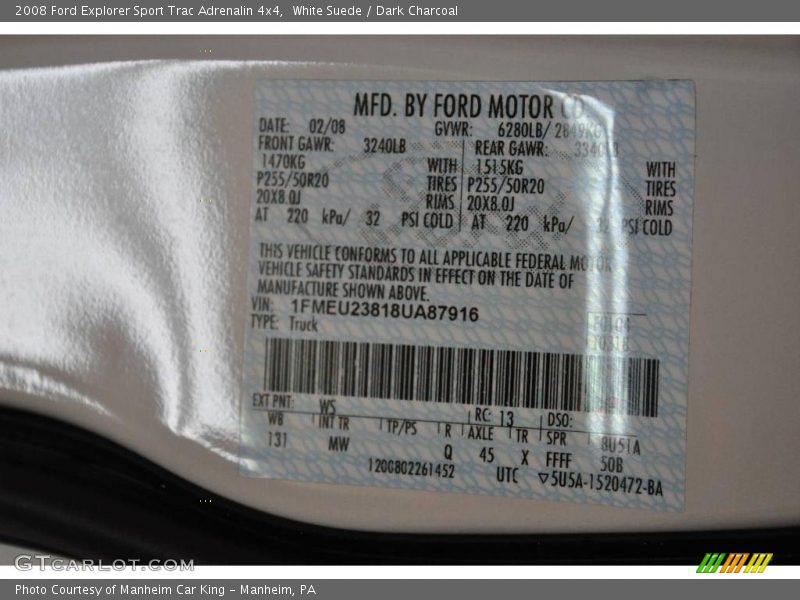 2008 Ford Explorer Sport Trac Adrenalin 4x4, White Suede / Dark Charcoal
MFD. BY FORD MOTOR CO.
DATE: 02/08 GVWR: 6280LB/ 2849KG
FRONT GAWR: 3240LB REAR GAWR: 3340LB
1470KG WITH 1515KG WITH
P255/50R20 TIRES P255/50R20 TIRES
20X8.0J RIMS 20X8.0J RIMS
AT 220 kPa/ 32 PSI COLD AT 220 kPa/ 32 PSI COLD
THIS VEHICLE CONFORMS TO ALL APPLICABLE FEDERAL MOTOR
VEHICLE SAFETY STANDARDS IN EFFECT ON THE DATE OF
MANUFACTURE SHOWN ABOVE.
VIN: 1FMEU23818UA87916
TYPE: Truck
EXT PNT: WS RC: 13 DSO:
WB INT TR TP/PS R AXLE TR SPR 8U51A
131 MW Q 45 X FFFF 50B
120G802261452 UTC ▽5U5A-1520472-BA
GTCARLOT.COM
Photo Courtesy of Manheim Car King - Manheim, PA